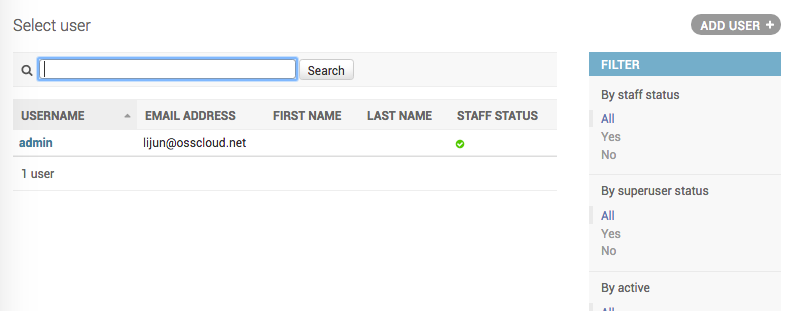 Select user
ADD USER +
Search
USERNAME EMAIL ADDRESS FIRST NAME LAST NAME STAFF STATUS
admin lijun@osscloud.net
1 user
FILTER
By staff status
All
Yes
No
By superuser status
All
Yes
No
By active
All